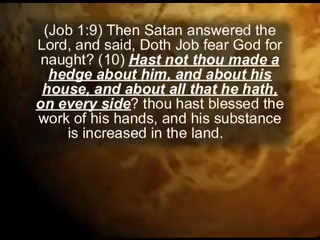 (Job 1:9) Then Satan answered the
Lord, and said, Doth Job fear God for
naught? (10) Hast not thou made a
hedge about him, and about his
house, and about all that he hath,
on every side? thou hast blessed the
work of his hands, and his substance
is increased in the land.